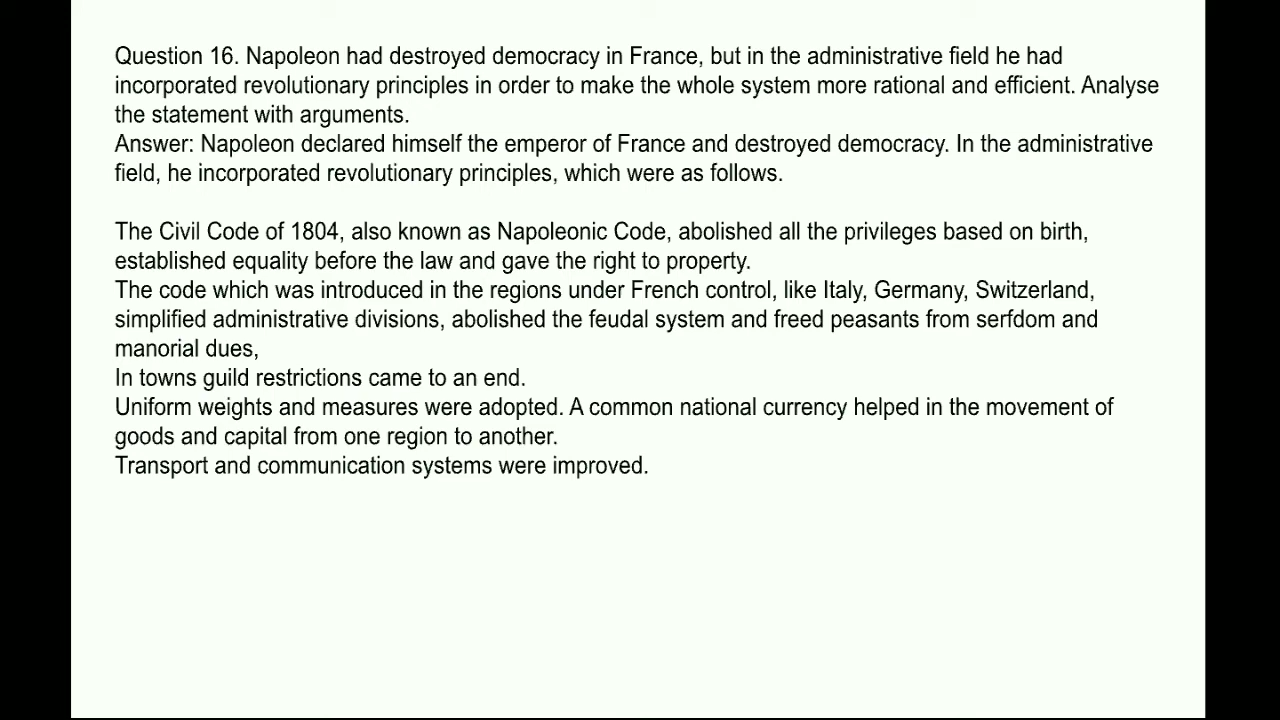 Question 16. Napoleon had destroyed democracy in France, but in the administrative field he had
incorporated revolutionary principles in order to make the whole system more rational and efficient. Analyse
the statement with arguments.
Answer: Napoleon declared himself the emperor of France and destroyed democracy. In the administrative
field, he incorporated revolutionary principles, which were as follows.
The Civil Code of 1804, also known as Napoleonic Code, abolished all the privileges based on birth,
established equality before the law and gave the right to property.
The code which was introduced in the regions under French control, like Italy, Germany, Switzerland,
simplified administrative divisions, abolished the feudal system and freed peasants from serfdom and
manorial dues,
In towns guild restrictions came to an end.
Uniform weights and measures were adopted. A common national currency helped in the movement of
goods and capital from one region to another.
Transport and communication systems were improved.